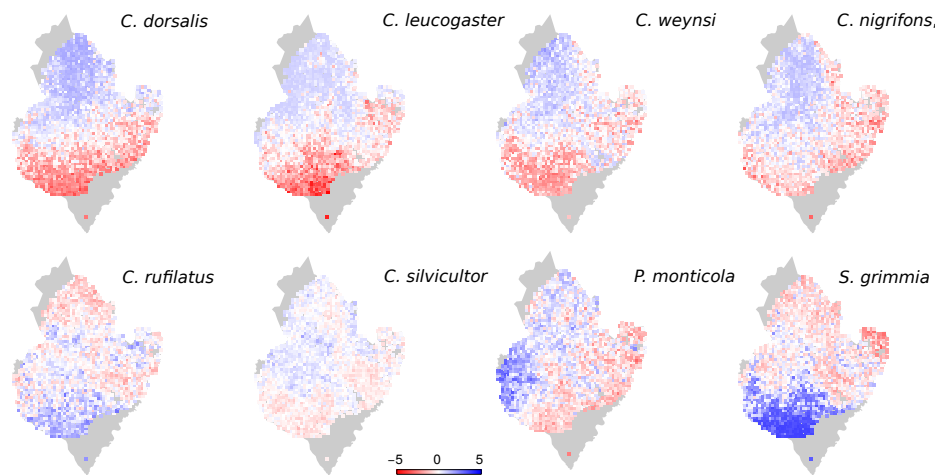 C. dorsalis
C. leucogaster
C. weynsi
C. nigrifons,
C. rufilatus
C. silvicultor
P. monticola
S. grimmia
−5 0 5